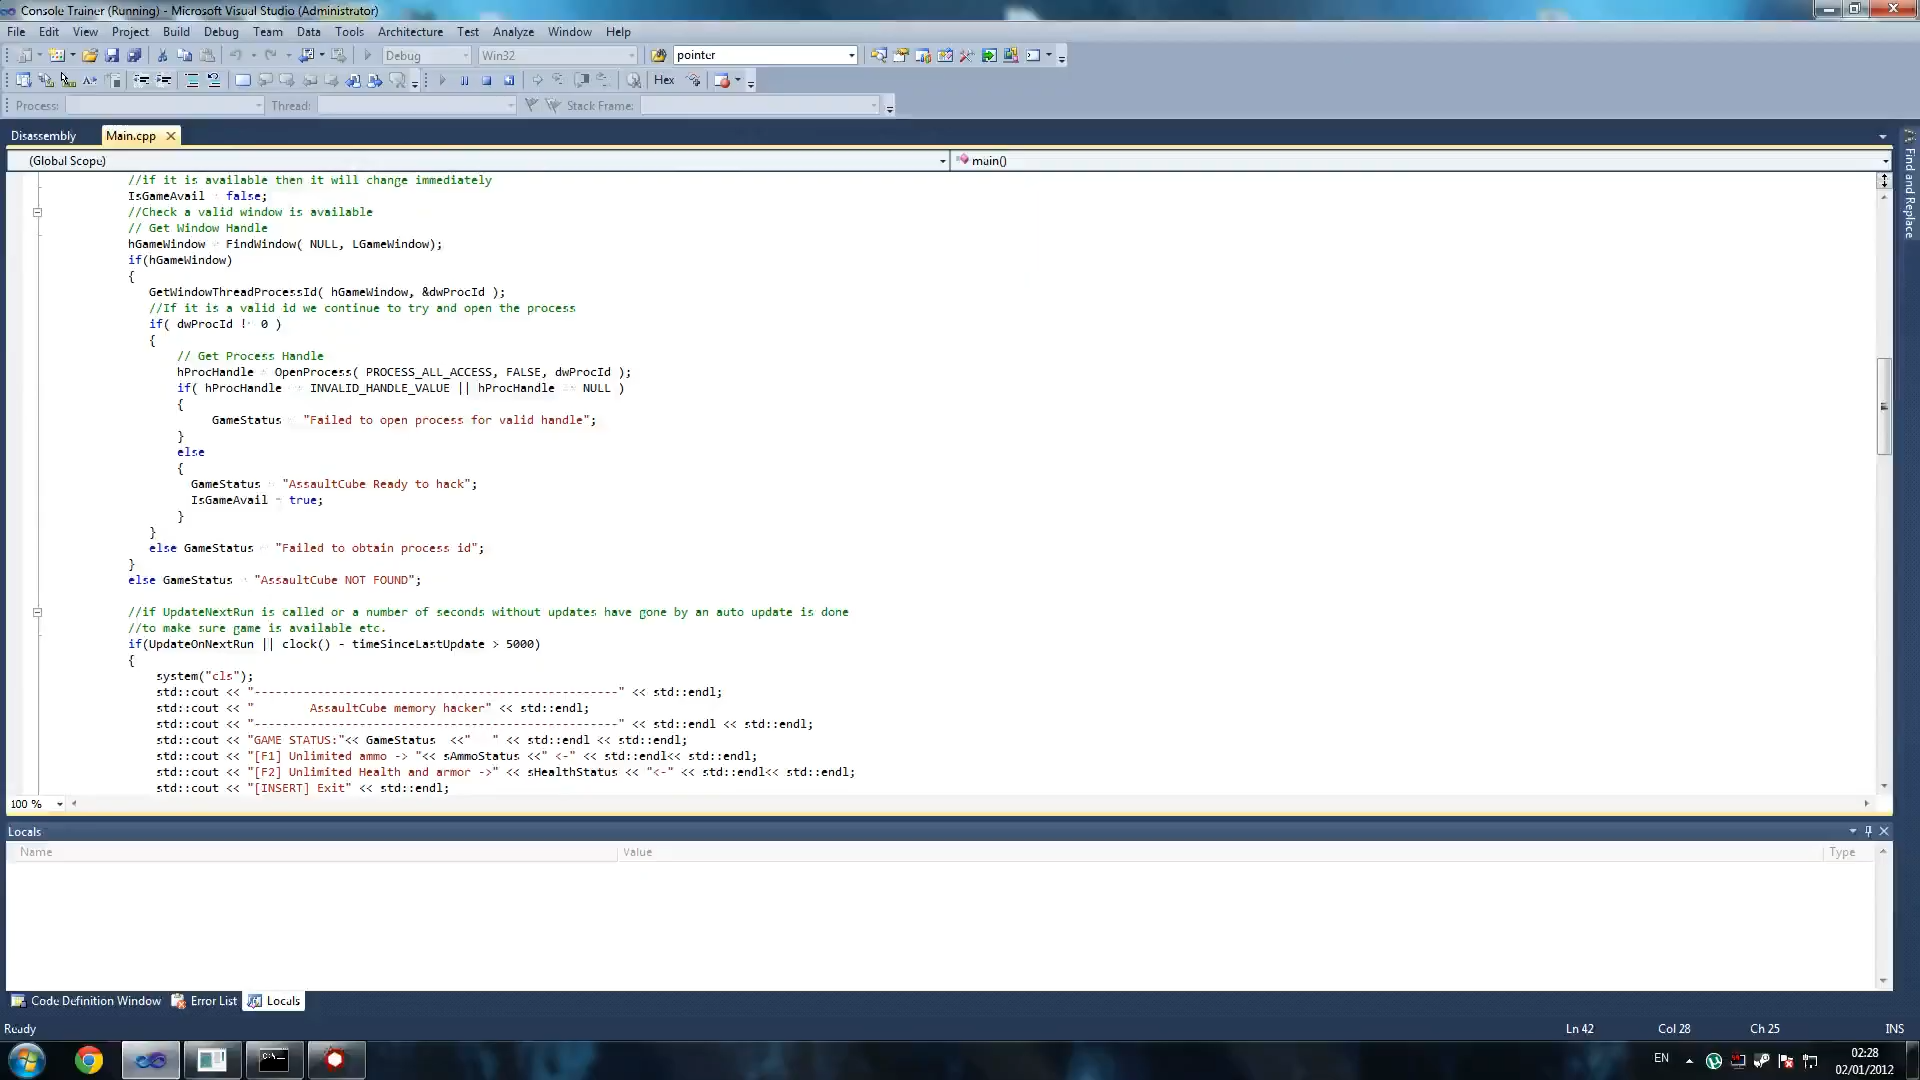 Console Trainer (Running) - Microsoft Visual Studio (Administrator)
File Edit View Project Build Debug Team Data Tools Architecture Test Analyze Window Help
Debug Win32 pointer
Hex
Process: Thread: Stack Frame:
Disassembly Main.cpp
(Global Scope) main()
Find and Replace
//if it is available then it will change immediately
IsGameAvail = false;
//Check a valid window is available
// Get Window Handle
hGameWindow = FindWindow( NULL, LGameWindow);
if(hGameWindow)
{
GetWindowThreadProcessId( hGameWindow, &dwProcId );
//If it is a valid id we continue to try and open the process
if( dwProcId != 0 )
{
// Get Process Handle
hProcHandle = OpenProcess( PROCESS_ALL_ACCESS, FALSE, dwProcId );
if( hProcHandle == INVALID_HANDLE_VALUE || hProcHandle == NULL )
{
GameStatus = "Failed to open process for valid handle";
}
else
{
GameStatus = "AssaultCube Ready to hack";
IsGameAvail = true;
}
}
else GameStatus = "Failed to obtain process id";
}
else GameStatus = "AssaultCube NOT FOUND";
//if UpdateNextRun is called or a number of seconds without updates have gone by an auto update is done
//to make sure game is available etc.
if(UpdateOnNextRun || clock() - timeSinceLastUpdate > 5000)
{
system("cls");
std::cout << "----------------------------------------------------" << std::endl;
std::cout << "        AssaultCube memory hacker" << std::endl;
std::cout << "----------------------------------------------------" << std::endl << std::endl;
std::cout << "GAME STATUS:"<< GameStatus  <<"   " << std::endl << std::endl;
std::cout << "[F1] Unlimited ammo -> "<< sAmmoStatus <<" <-" << std::endl<< std::endl;
std::cout << "[F2] Unlimited Health and armor ->" << sHealthStatus << "<-" << std::endl<< std::endl;
std::cout << "[INSERT] Exit" << std::endl;
100 %
Locals
Name Value Type
Code Definition Window Error List Locals
Ready Ln 42 Col 28 Ch 25 INS
EN 02:28
02/01/2012